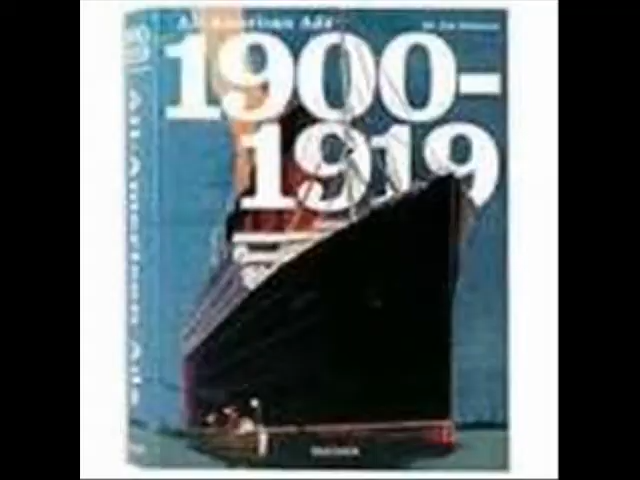 All-American Ads
1900-
1919
All-American Ads
TASCHEN